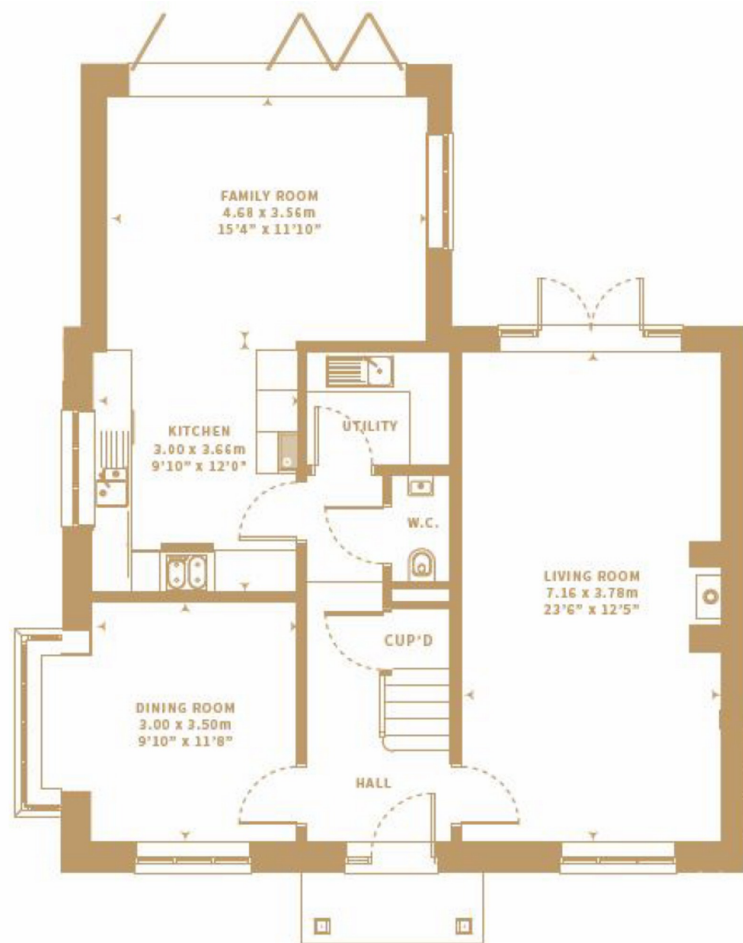 FAMILY ROOM
4.68 x 3.56m
15’4” x 11’10”
KITCHEN
3.00 x 3.66m
9’10” x 12’0”
UTILITY
W.C.
LIVING ROOM
7.16 x 3.78m
23’6” x 12’5”
CUP’D
DINING ROOM
3.00 x 3.50m
9’10” x 11’8”
HALL